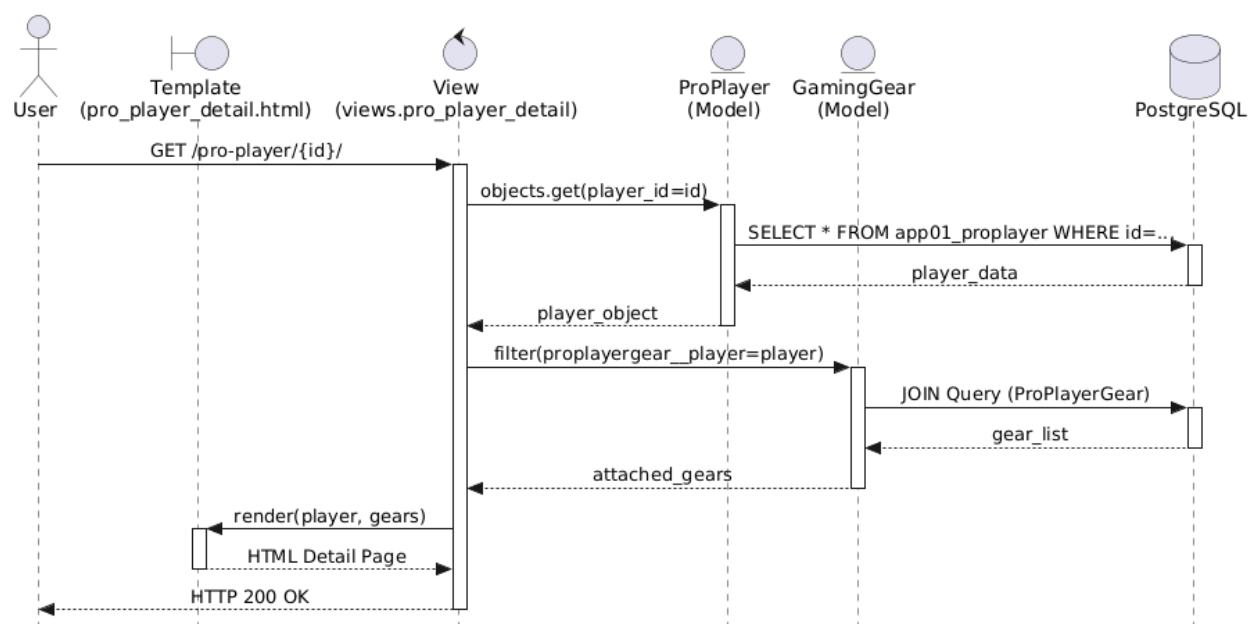 User
Template
(pro_player_detail.html)
View
(views.pro_player_detail)
ProPlayer
(Model)
GamingGear
(Model)
PostgreSQL
GET /pro-player/{id}/
objects.get(player_id=id)
SELECT * FROM app01_proplayer WHERE id=...
player_data
player_object
filter(proplayergear__player=player)
JOIN Query (ProPlayerGear)
gear_list
attached_gears
render(player, gears)
HTML Detail Page
HTTP 200 OK